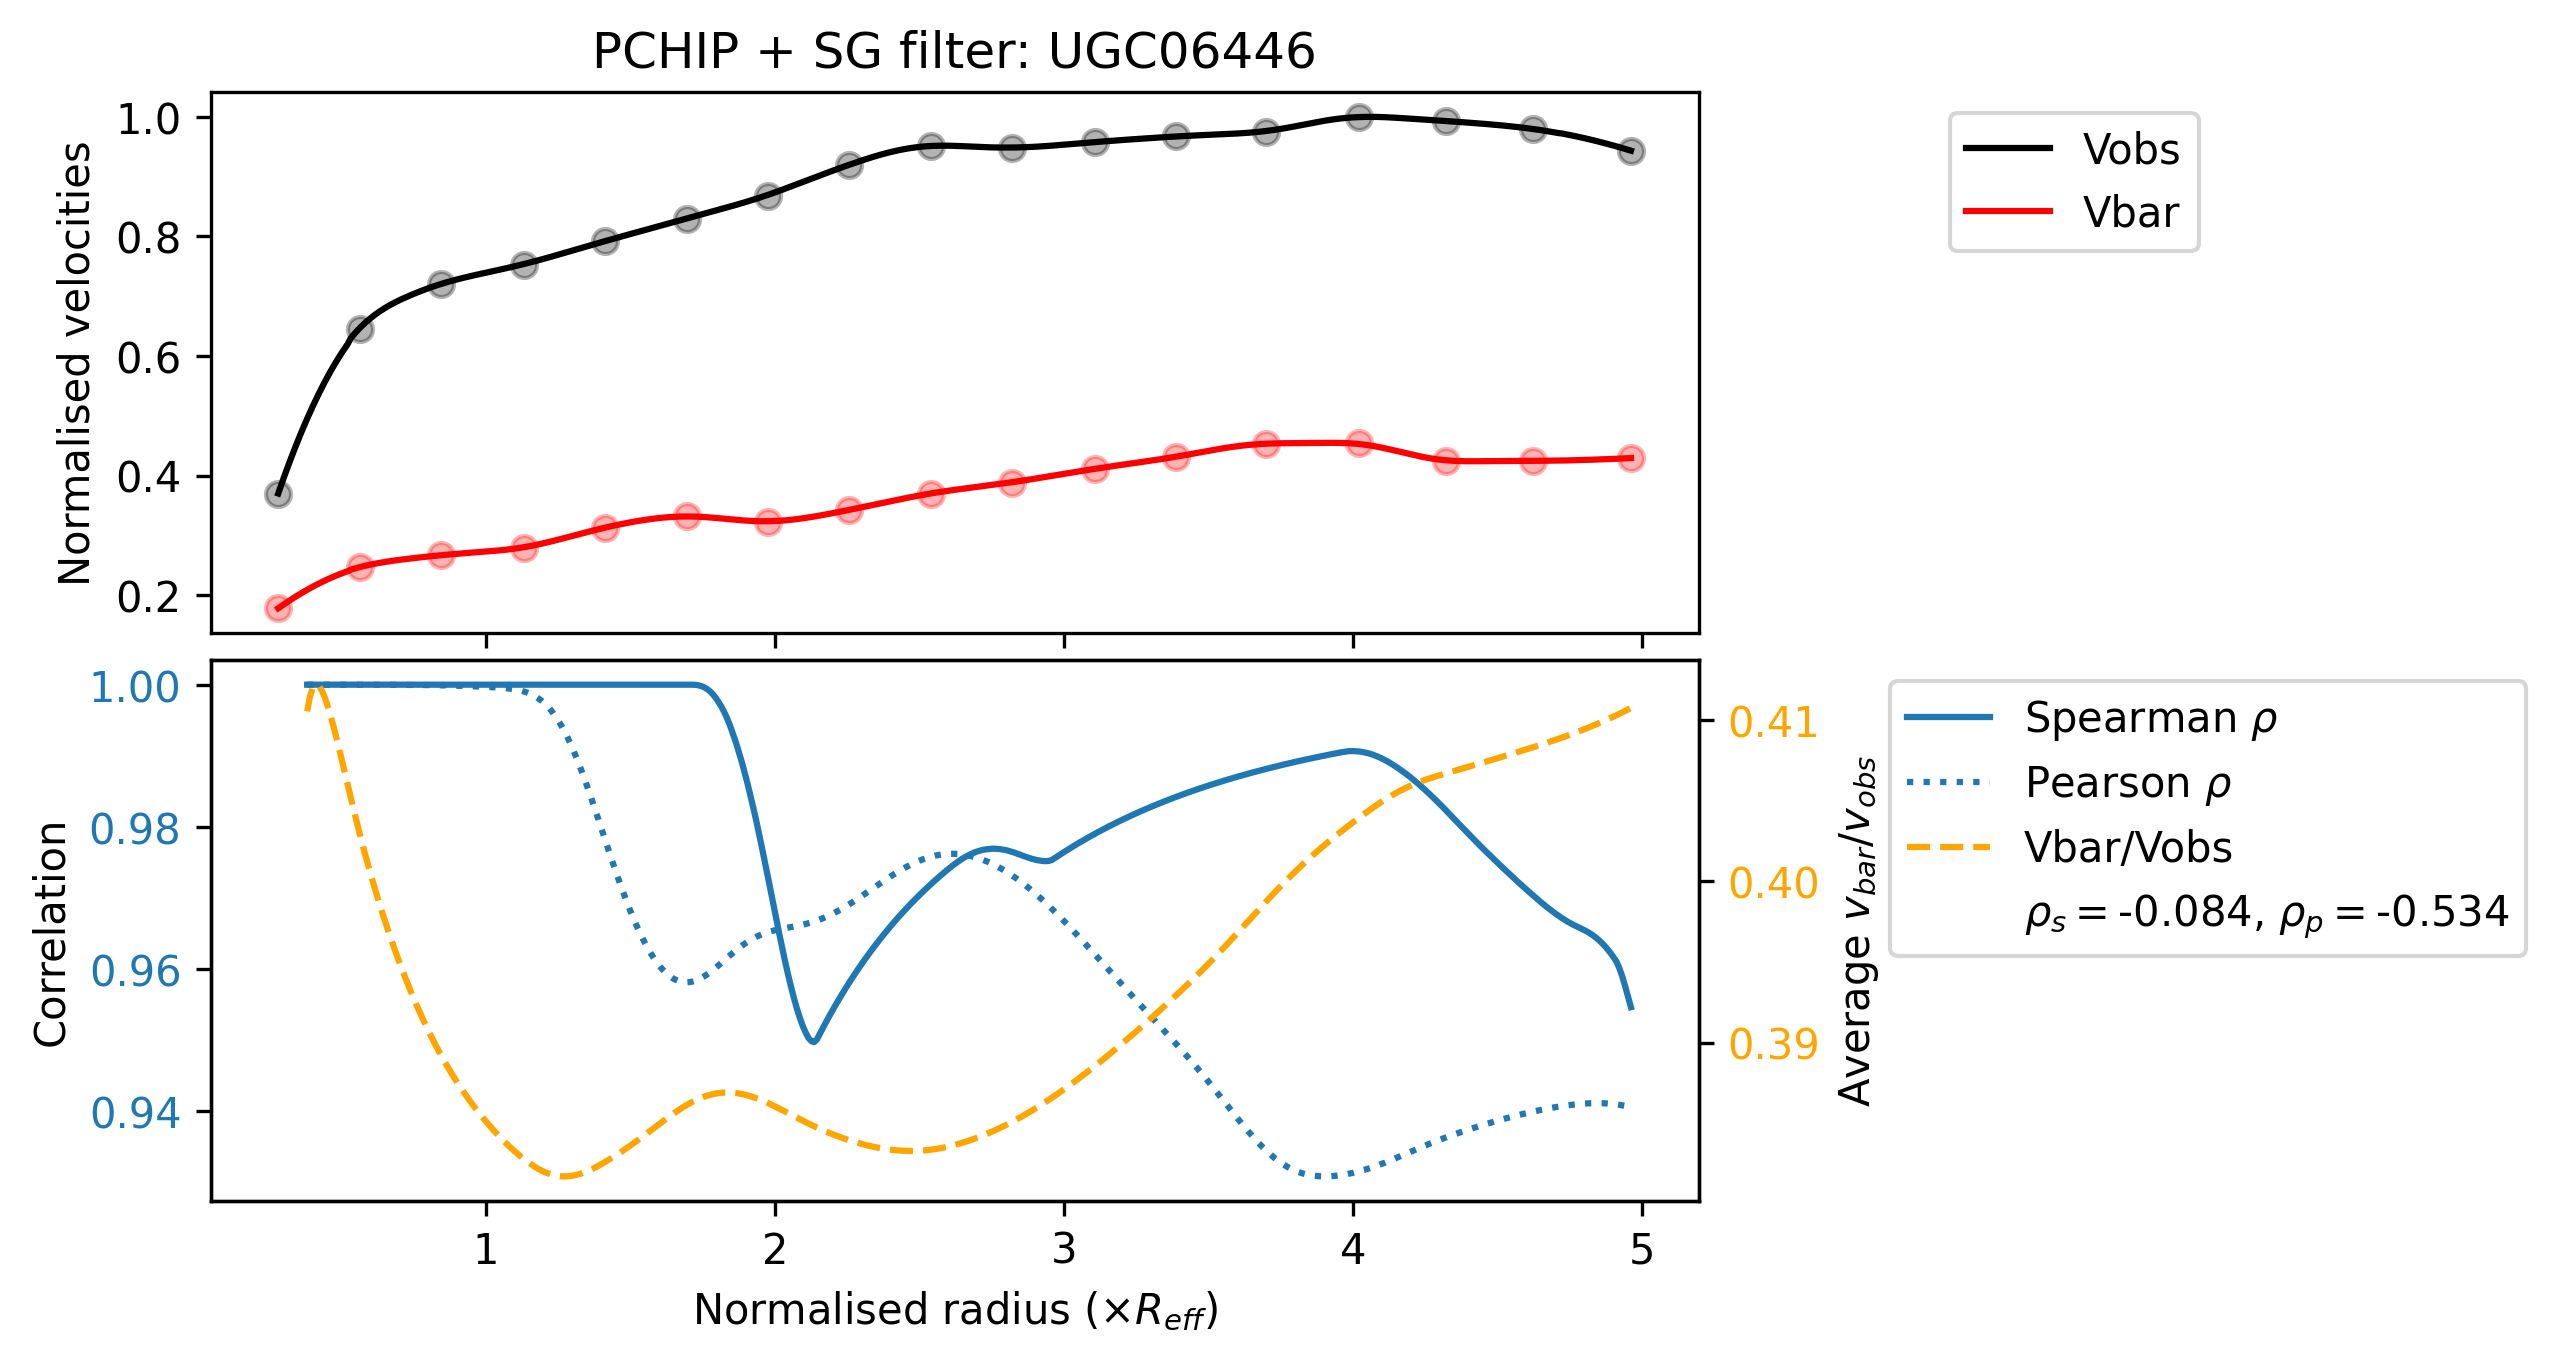 PCHIP + SG filter: UGC06446
Normalised velocities
1.0
0.8
0.6
0.4
0.2
Vobs
Vbar
Correlation
1.00
0.98
0.96
0.94
0.41
0.40
0.39
Average v_bar/v_obs
Spearman ρ
Pearson ρ
Vbar/Vobs
ρ_s = -0.084, ρ_p = -0.534
1 2 3 4 5
Normalised radius (×R_eff)